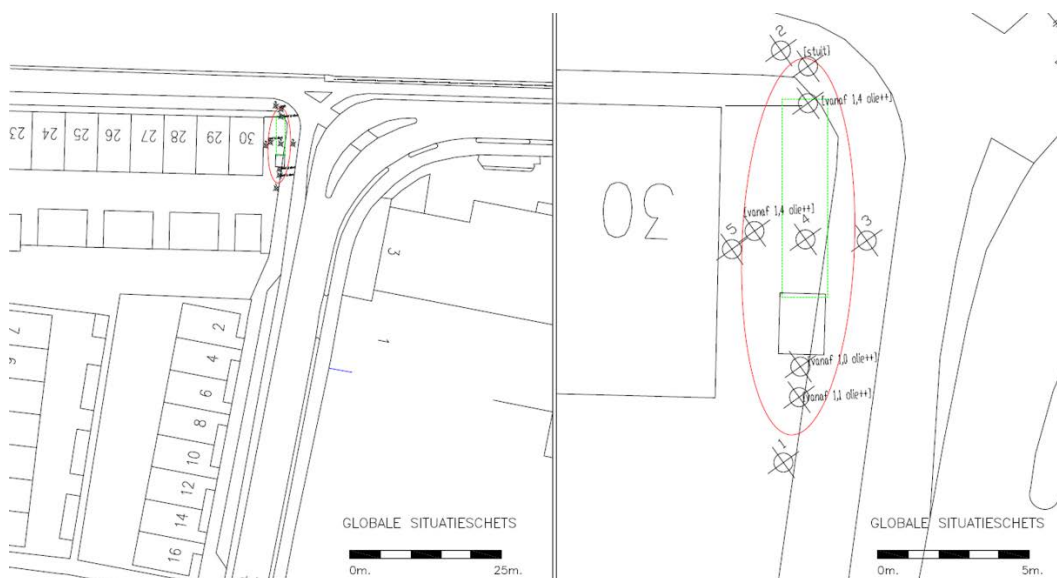 23
24
25
26
27
28
29
30
3
1
2
4
6
8
10
12
14
16
7
9
GLOBALE SITUATIESCHETS
0m. 25m.
2
[stuit]
[vanaf 1,4 olie++]
30
[vanaf 1,4 olie++]
5
4
3
[vanaf 1,0 olie++]
[vanaf 1,1 olie++]
1
GLOBALE SITUATIESCHETS
0m. 5m.